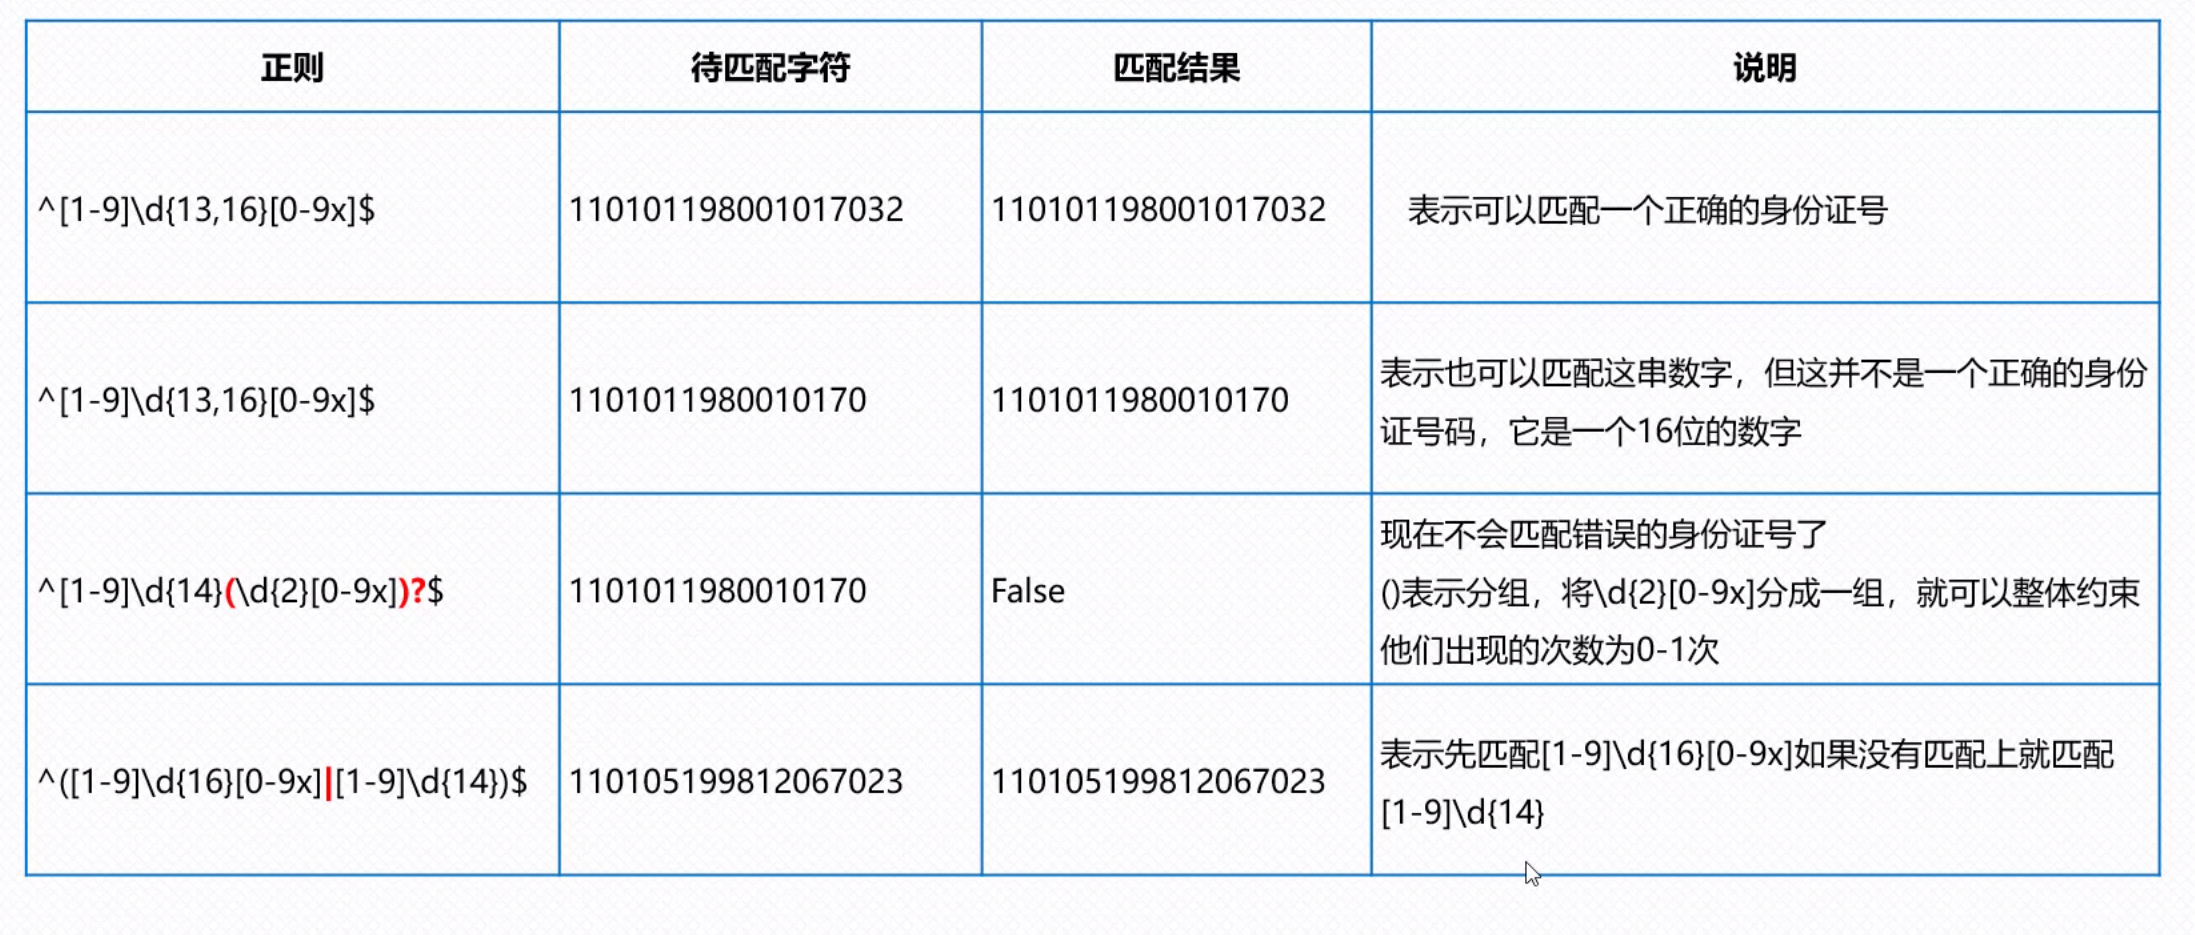 正则 待匹配字符 匹配结果 说明
^[1-9]\d{13,16}[0-9x]$ 110101198001017032 110101198001017032 表示可以匹配一个正确的身份证号
^[1-9]\d{13,16}[0-9x]$ 1101011980010170 1101011980010170 表示也可以匹配这串数字，但这并不是一个正确的身份
证号码，它是一个16位的数字
^[1-9]\d{14}(\d{2}[0-9x])?$ 1101011980010170 False 现在不会匹配错误的身份证号了
()表示分组，将\d{2}[0-9x]分成一组，就可以整体约束
他们出现的次数为0-1次
^([1-9]\d{16}[0-9x]|[1-9]\d{14})$ 110105199812067023 110105199812067023 表示先匹配[1-9]\d{16}[0-9x]如果没有匹配上就匹配
[1-9]\d{14}